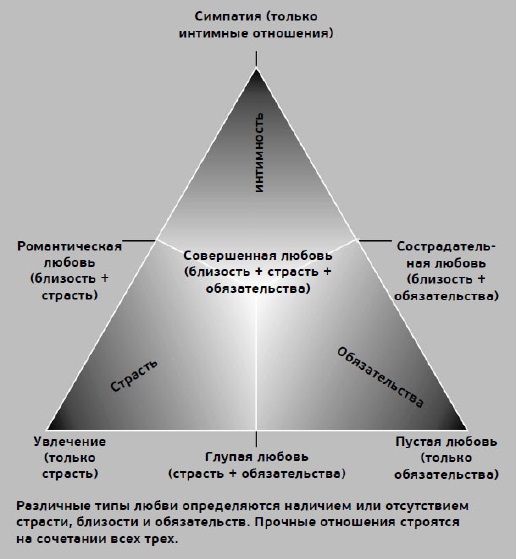 Симпатия (только
интимные отношения)
интимность
Романтическая
любовь
(близость +
страсть)
Совершенная любовь
(близость + страсть +
обязательства)
Сострадатель-
ная любовь
(близость +
обязательства)
Страсть
Обязательства
Увлечение
(только
страсть)
Глупая любовь
(страсть + обязательства)
Пустая любовь
(только
обязательства)
Различные типы любви определяются наличием или отсутствием
страсти, близости и обязательств. Прочные отношения строятся
на сочетании всех трех.